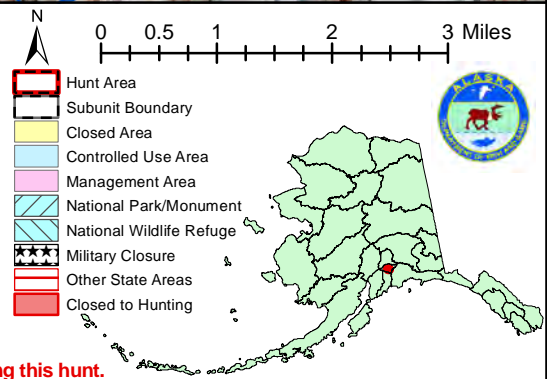 N
0 0.5 1 2 3 Miles
Hunt Area
Subunit Boundary
Closed Area
Controlled Use Area
Management Area
National Park/Monument
National Wildlife Refuge
Military Closure
Other State Areas
Closed to Hunting
ALASKA
ng this hunt.